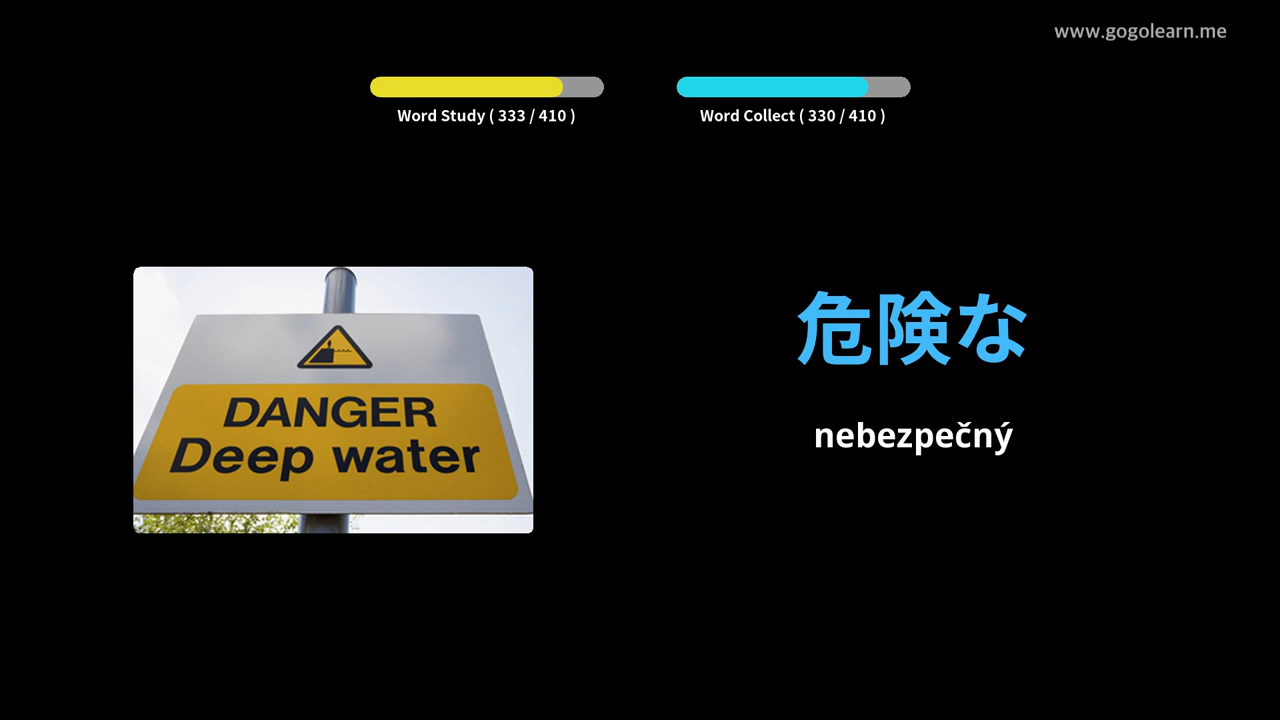 www.gogolearn.me
Word Study ( 333 / 410 )
Word Collect ( 330 / 410 )
DANGER
Deep water
危険な
nebezpečný